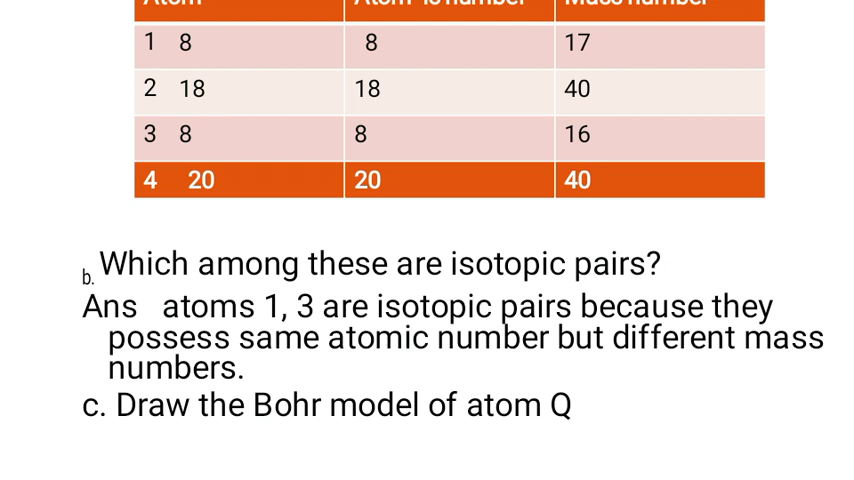 1 8 8 17
2 18 18 40
3 8 8 16
4 20 20 40
b. Which among these are isotopic pairs?
Ans atoms 1, 3 are isotopic pairs because they
possess same atomic number but different mass
numbers.
c. Draw the Bohr model of atom Q